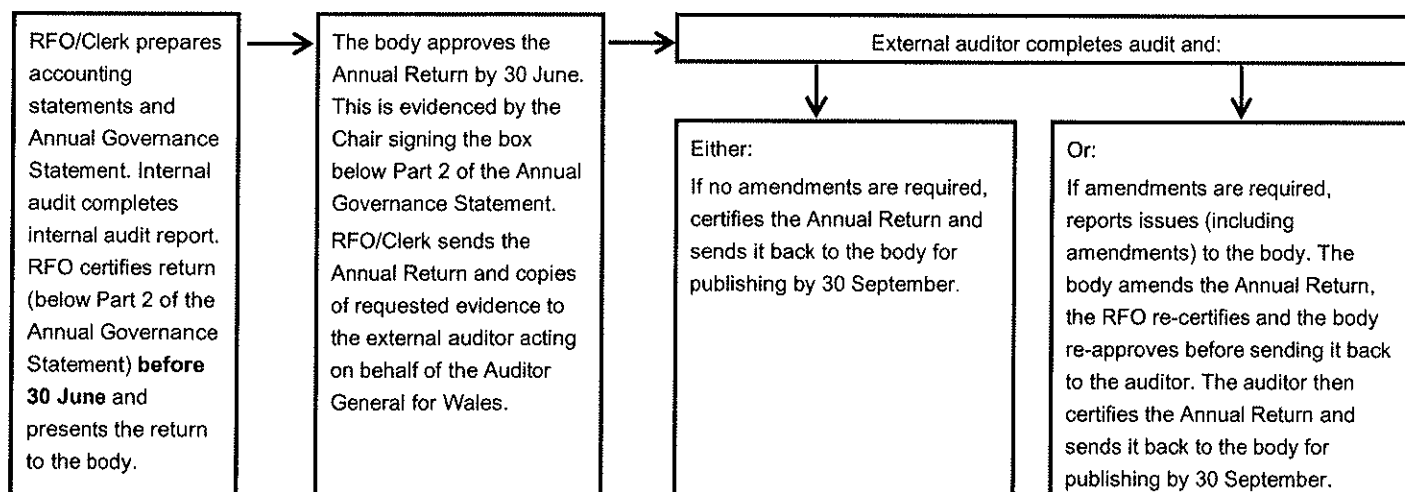 RFO/Clerk prepares
accounting
statements and
Annual Governance
Statement. Internal
audit completes
internal audit report.
RFO certifies return
(below Part 2 of the
Annual Governance
Statement) before
30 June and
presents the return
to the body.
The body approves the
Annual Return by 30 June.
This is evidenced by the
Chair signing the box
below Part 2 of the Annual
Governance Statement.
RFO/Clerk sends the
Annual Return and copies
of requested evidence to
the external auditor acting
on behalf of the Auditor
General for Wales.
External auditor completes audit and:
Either:
If no amendments are required,
certifies the Annual Return and
sends it back to the body for
publishing by 30 September.
Or:
If amendments are required,
reports issues (including
amendments) to the body. The
body amends the Annual Return,
the RFO re-certifies and the body
re-approves before sending it back
to the auditor. The auditor then
certifies the Annual Return and
sends it back to the body for
publishing by 30 September.